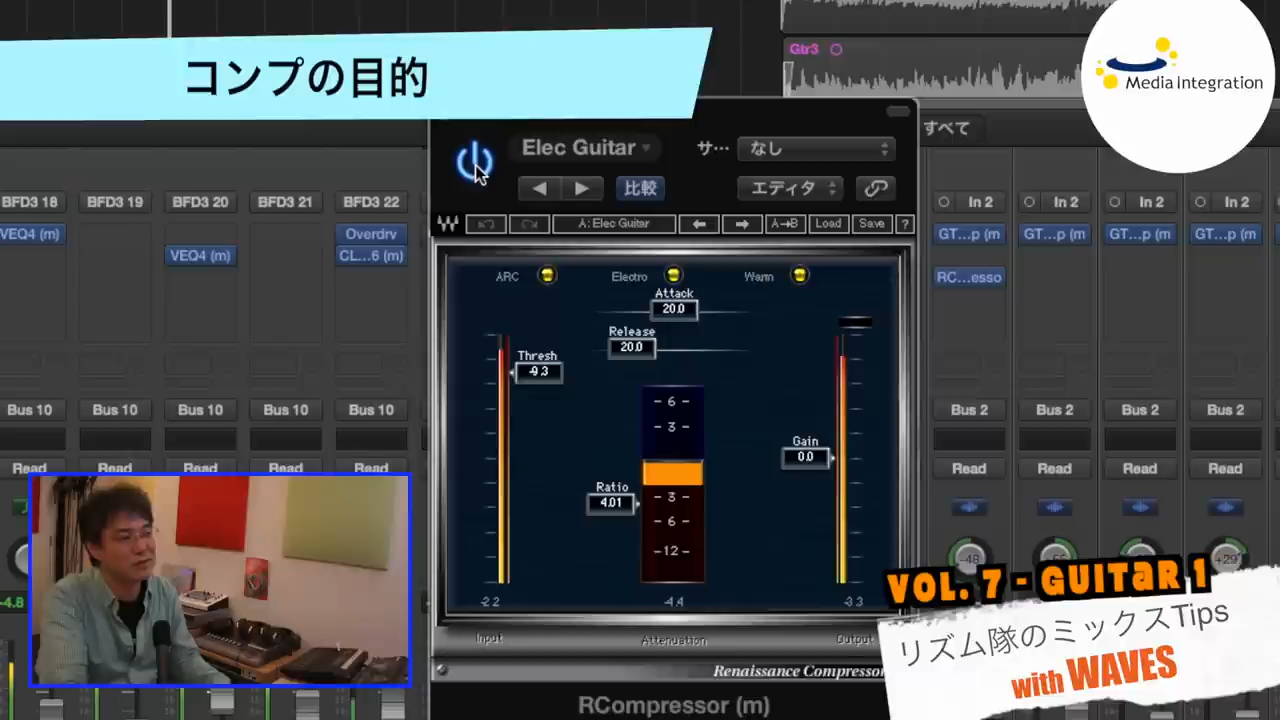 コンプの目的
Gtr3
Media Integration
Elec Guitar
サ…
なし
すべて
比較
エディタ
BFD3 18
BFD3 19
BFD3 20
BFD3 21
BFD3 22
In 2
In 2
In 2
In 2
A: Elec Guitar
A→B
Load
Save
?
VEQ4 (m)
Overdrv
GT...p (m
GT...p (m
GT...p (m
GT...p (m
VEQ4 (m)
CL...6 (m)
RC...esso
ARC
Electro
Warm
Attack
20.0
Release
20.0
Thresh
-9.3
6
3
Gain
0.0
Ratio
4.01
3
6
-12-
-2.2
-4.4
-3.3
Input
Attenuation
Output
Bus 10
Bus 10
Bus 10
Bus 10
Bus 10
Bus 2
Bus 2
Bus 2
Bus 2
Read
Read
Read
Read
Read
Read
Read
Read
Read
-48
+29
-4.8
Renaissance Compressor
RCompressor (m)
VOL. 7 - GUITAR 1
リズム隊のミックスTips
with WAVES